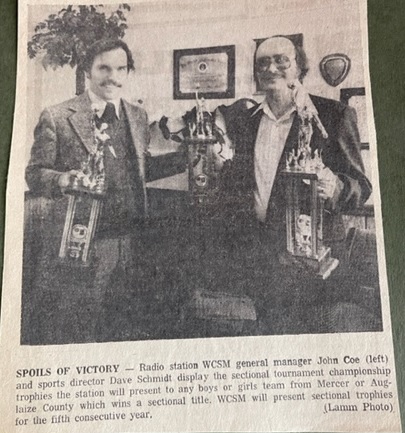 SPOILS OF VICTORY — Radio station WCSM general manager John Coe (left)
and sports director Dave Schmidt display the sectional tournament championship
trophies the station will present to any boys or girls team from Mercer or Aug-
laize County which wins a sectional title. WCSM will present sectional trophies
for the fifth consecutive year. (Lamm Photo)